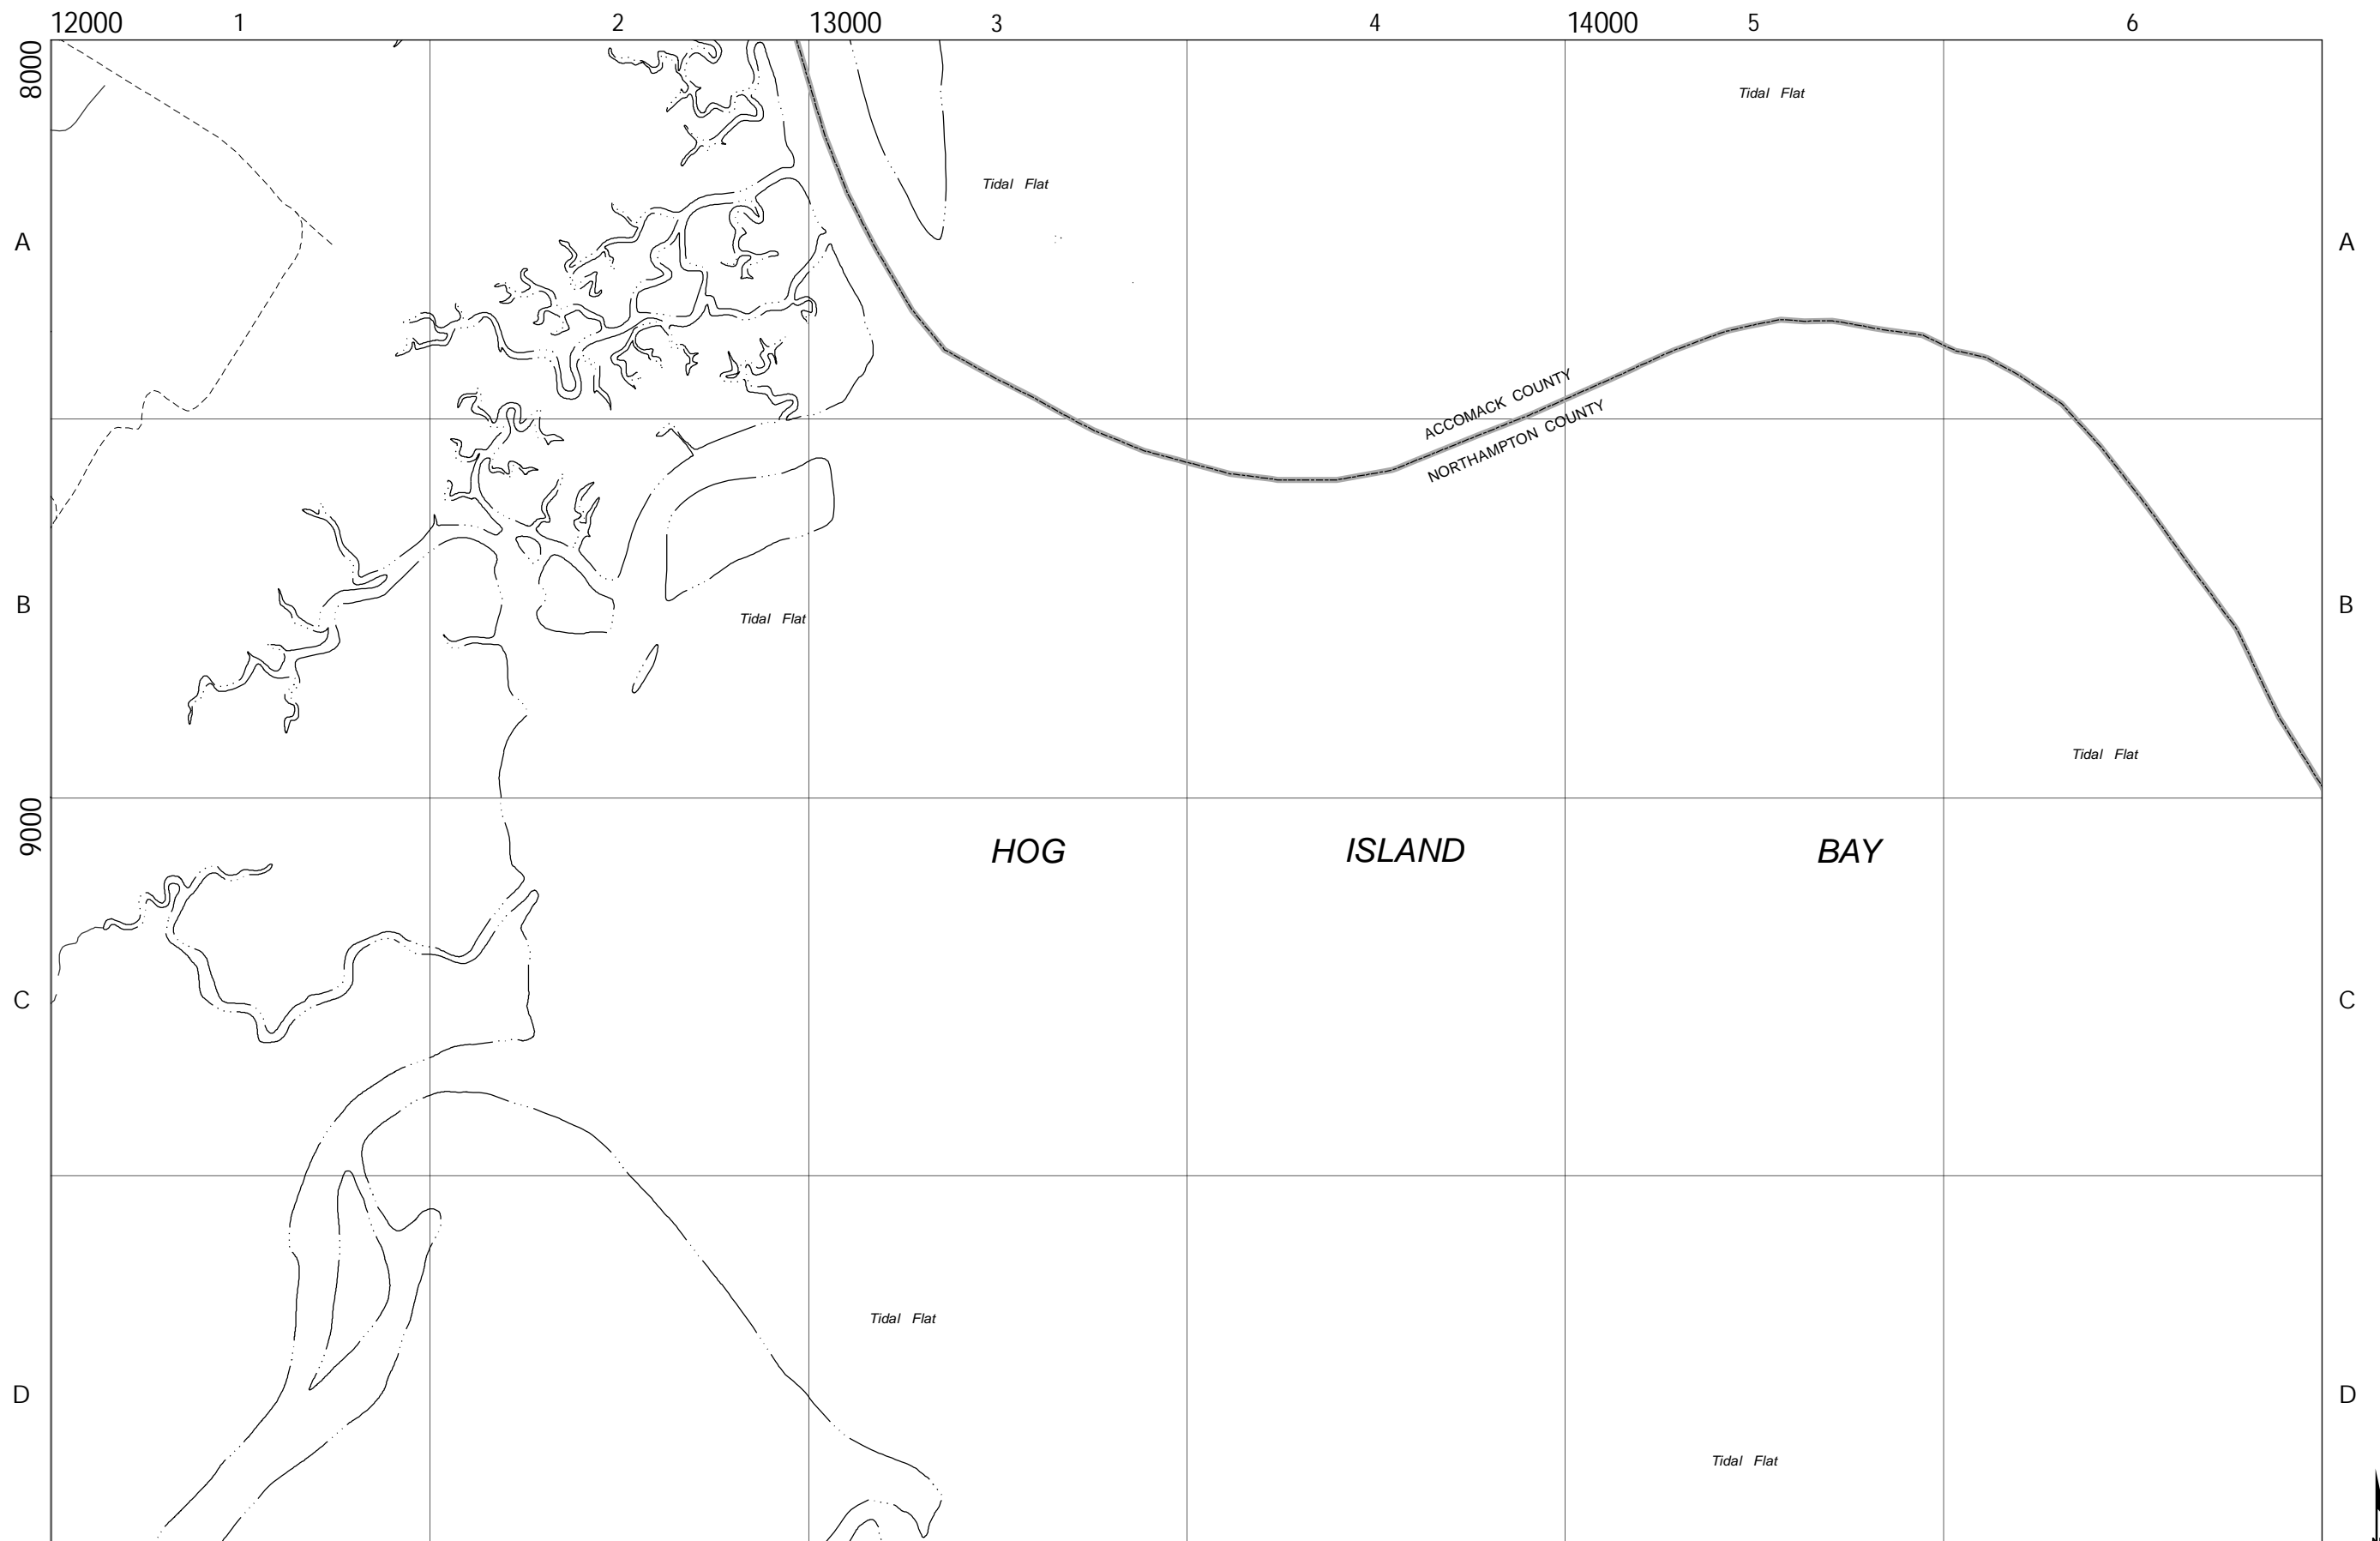 12000 1 2 13000 3 4 14000 5 6
8000
Tidal Flat
Tidal Flat
A A
ACCOMACK COUNTY
NORTHAMPTON COUNTY
B B
Tidal Flat
Tidal Flat
9000
HOG ISLAND BAY
C C
Tidal Flat
D D
Tidal Flat